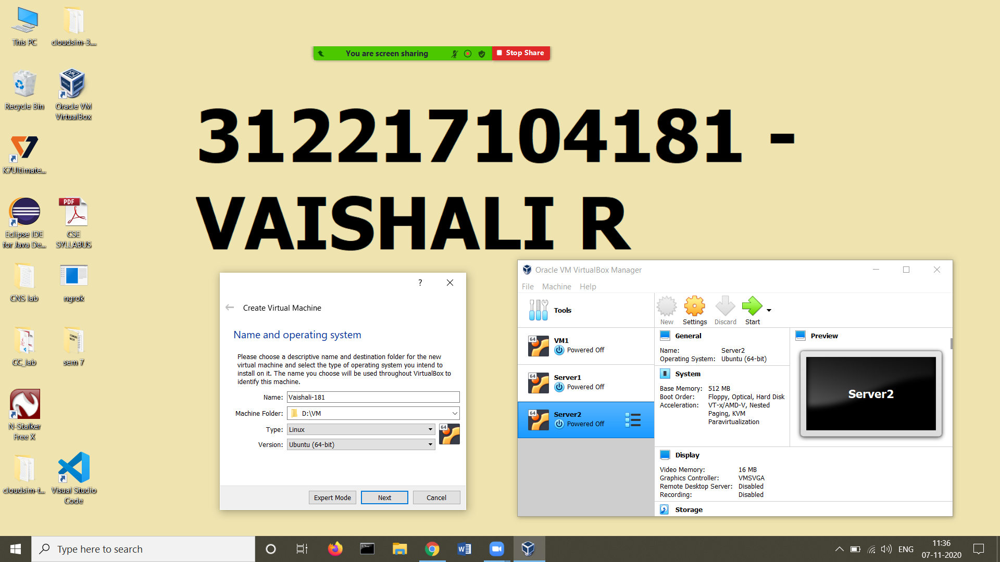 This PC
cloudsim-3....
Recycle Bin
Oracle VM
VirtualBox
K7Ultimate...
Eclipse IDE
for Java De...
PDF
CSE
SYLLABUS
CNS lab
ngrok
CC_lab
sem 7
N-Stalker
Free X
cloudsim-t...
Visual Studio
Code
You are screen sharing
Stop Share
312217104181 -
VAISHALI R
?
Create Virtual Machine
Name and operating system
Please choose a descriptive name and destination folder for the new
virtual machine and select the type of operating system you intend to
install on it. The name you choose will be used throughout VirtualBox to
identify this machine.
Name: Vaishali-181
Machine Folder: D:\VM
Type: Linux
64
Version: Ubuntu (64-bit)
Expert Mode
Next
Cancel
Oracle VM VirtualBox Manager
File Machine Help
Tools
New
Settings
Discard
Start
64
VM1
Powered Off
64
Server1
Powered Off
64
Server2
Powered Off
General
Name: Server2
Operating System: Ubuntu (64-bit)
System
Base Memory: 512 MB
Boot Order: Floppy, Optical, Hard Disk
Acceleration: VT-x/AMD-V, Nested
Paging, KVM
Paravirtualization
Preview
Server2
Display
Video Memory: 16 MB
Graphics Controller: VMSVGA
Remote Desktop Server: Disabled
Recording: Disabled
Storage
Type here to search
ENG
11:36
07-11-2020